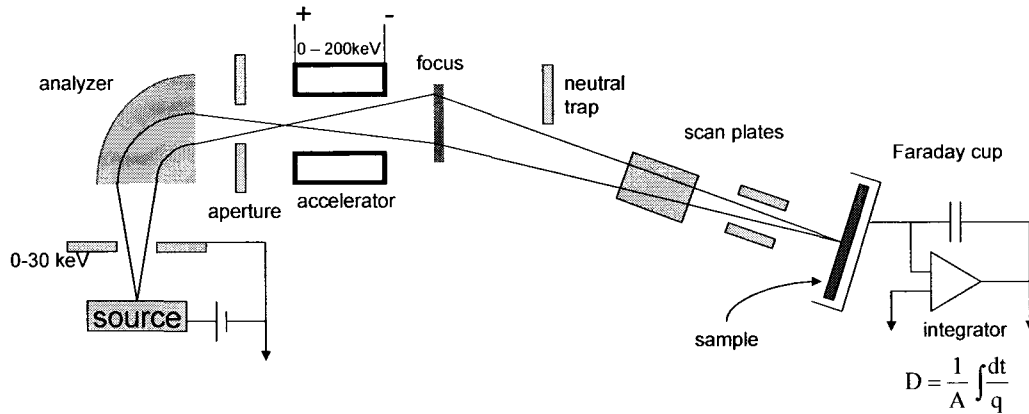 + -
0 – 200keV
analyzer
focus
neutral
trap
scan plates
Faraday cup
aperture
accelerator
0-30 keV
source
sample
integrator
D = 1/A ∫ dt/q